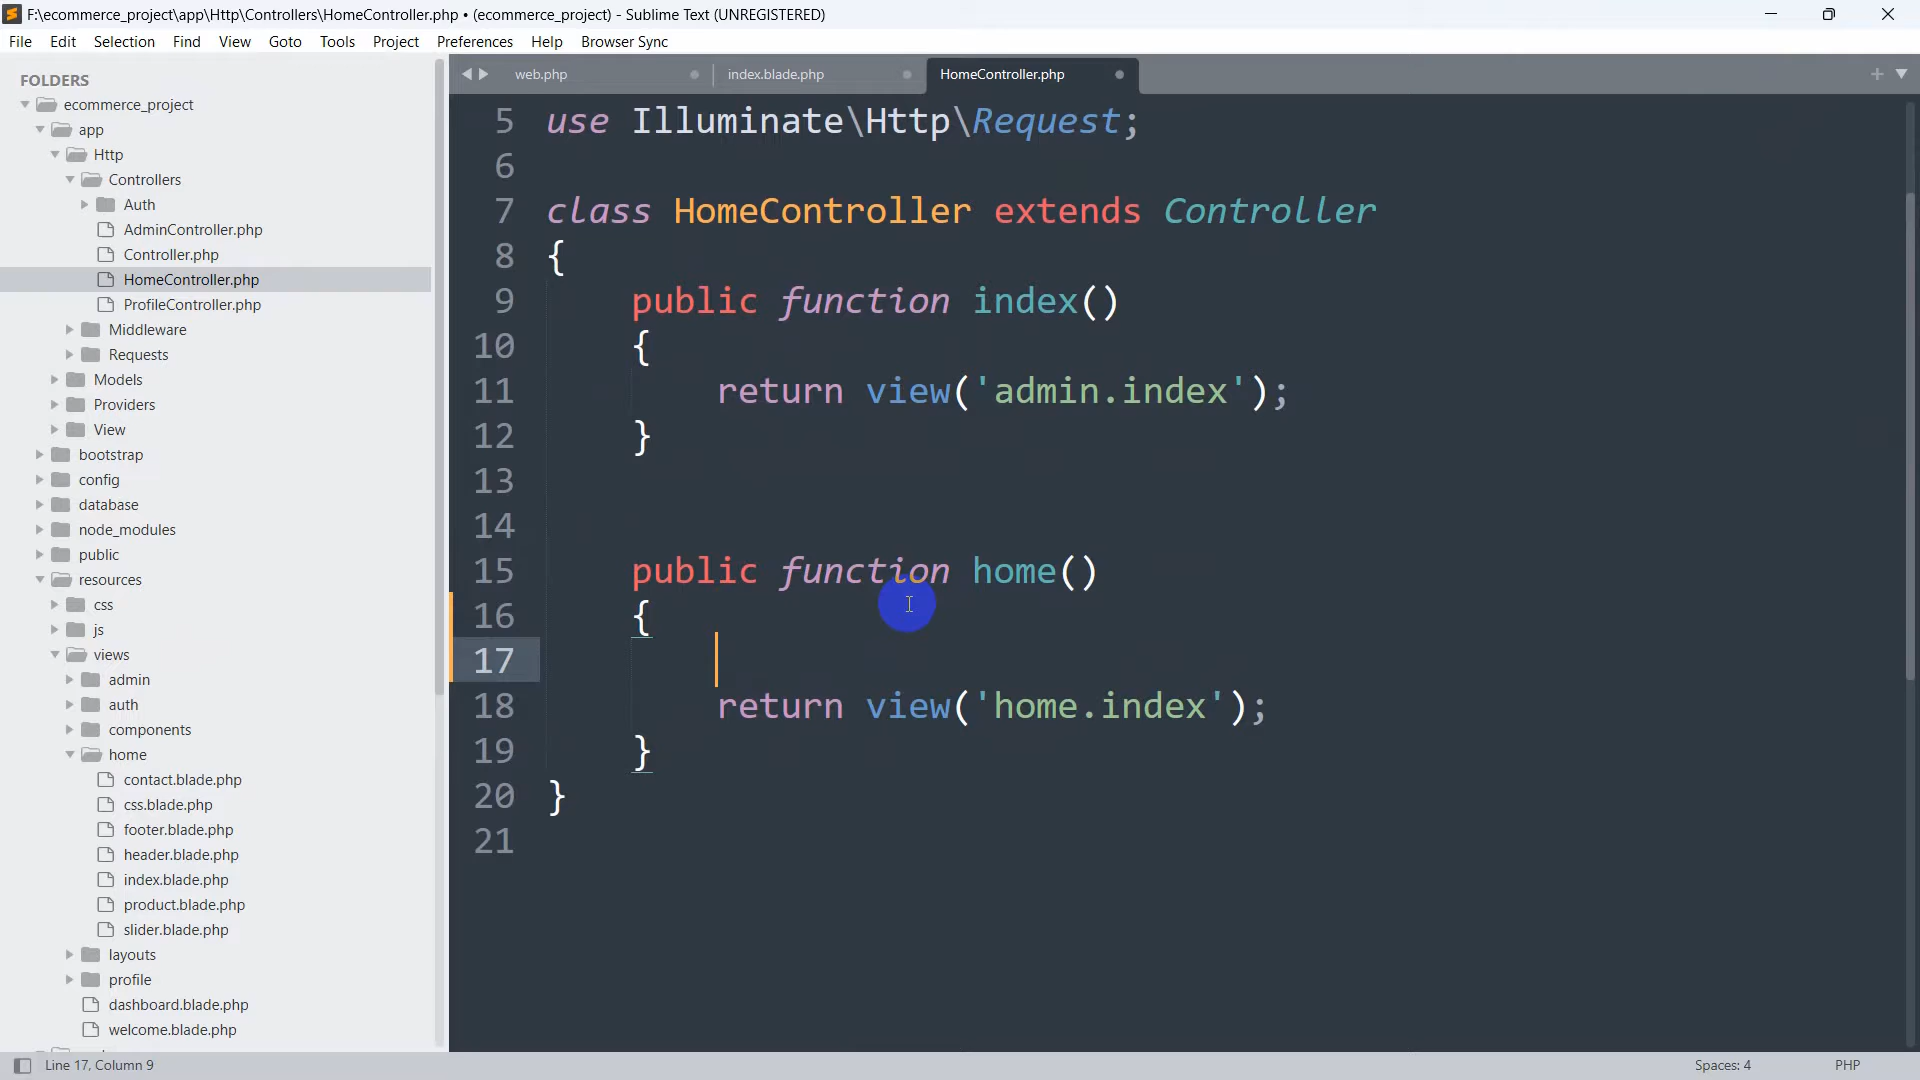 F:\ecommerce_project\app\Http\Controllers\HomeController.php • (ecommerce_project) - Sublime Text (UNREGISTERED)
File Edit Selection Find View Goto Tools Project Preferences Help Browser Sync
FOLDERS
ecommerce_project
app
Http
Controllers
Auth
AdminController.php
Controller.php
HomeController.php
ProfileController.php
Middleware
Requests
Models
Providers
View
bootstrap
config
database
node_modules
public
resources
css
js
views
admin
auth
components
home
contact.blade.php
css.blade.php
footer.blade.php
header.blade.php
index.blade.php
product.blade.php
slider.blade.php
layouts
profile
dashboard.blade.php
welcome.blade.php
web.php index.blade.php HomeController.php
5 use Illuminate\Http\Request;
6
7 class HomeController extends Controller
8 {
9 public function index()
10 {
11 return view('admin.index');
12 }
13
14
15 public function home()
16 {
17
18 return view('home.index');
19 }
20 }
21
Line 17, Column 9 Spaces: 4 PHP